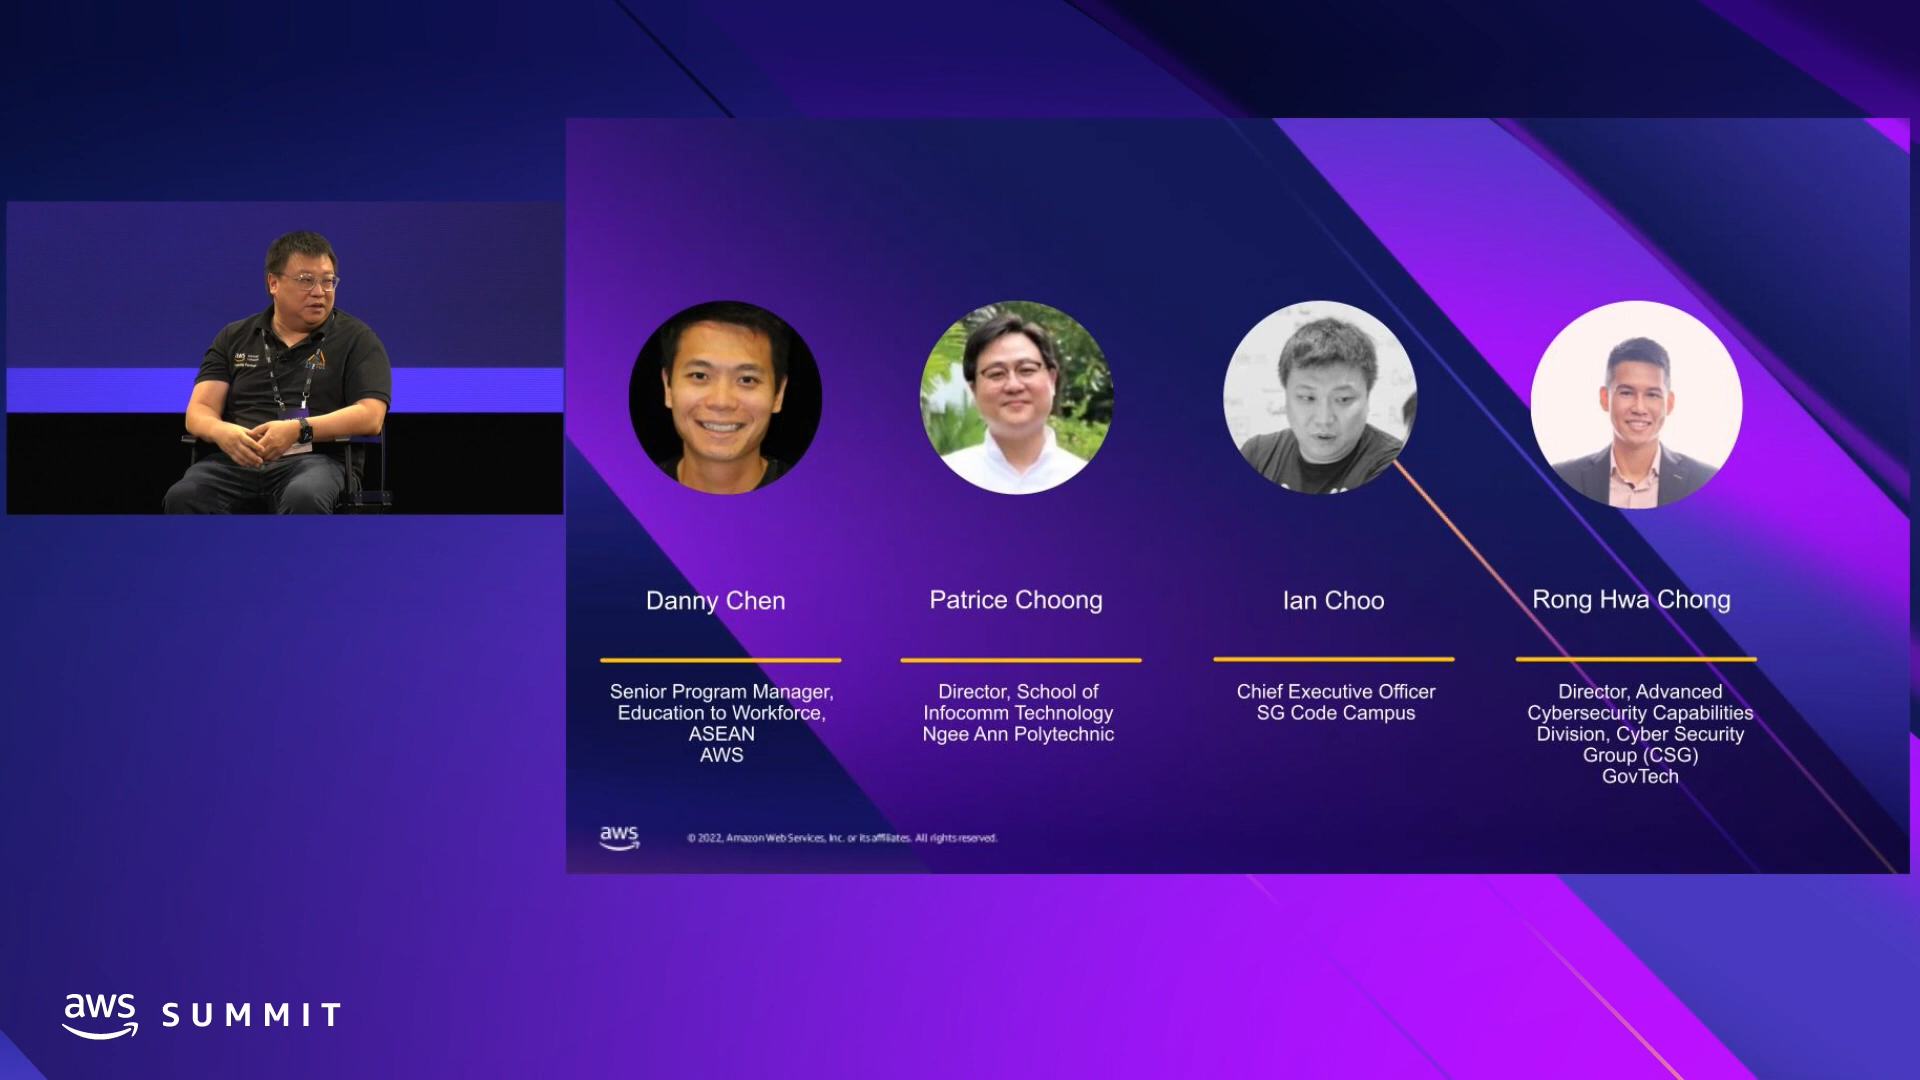 Danny Chen
Senior Program Manager,
Education to Workforce,
ASEAN
AWS
Patrice Choong
Director, School of
Infocomm Technology
Ngee Ann Polytechnic
Ian Choo
Chief Executive Officer
SG Code Campus
Rong Hwa Chong
Director, Advanced
Cybersecurity Capabilities
Division, Cyber Security
Group (CSG)
GovTech
aws
© 2022, Amazon Web Services, Inc. or its affiliates. All rights reserved.
aws
aws SUMMIT